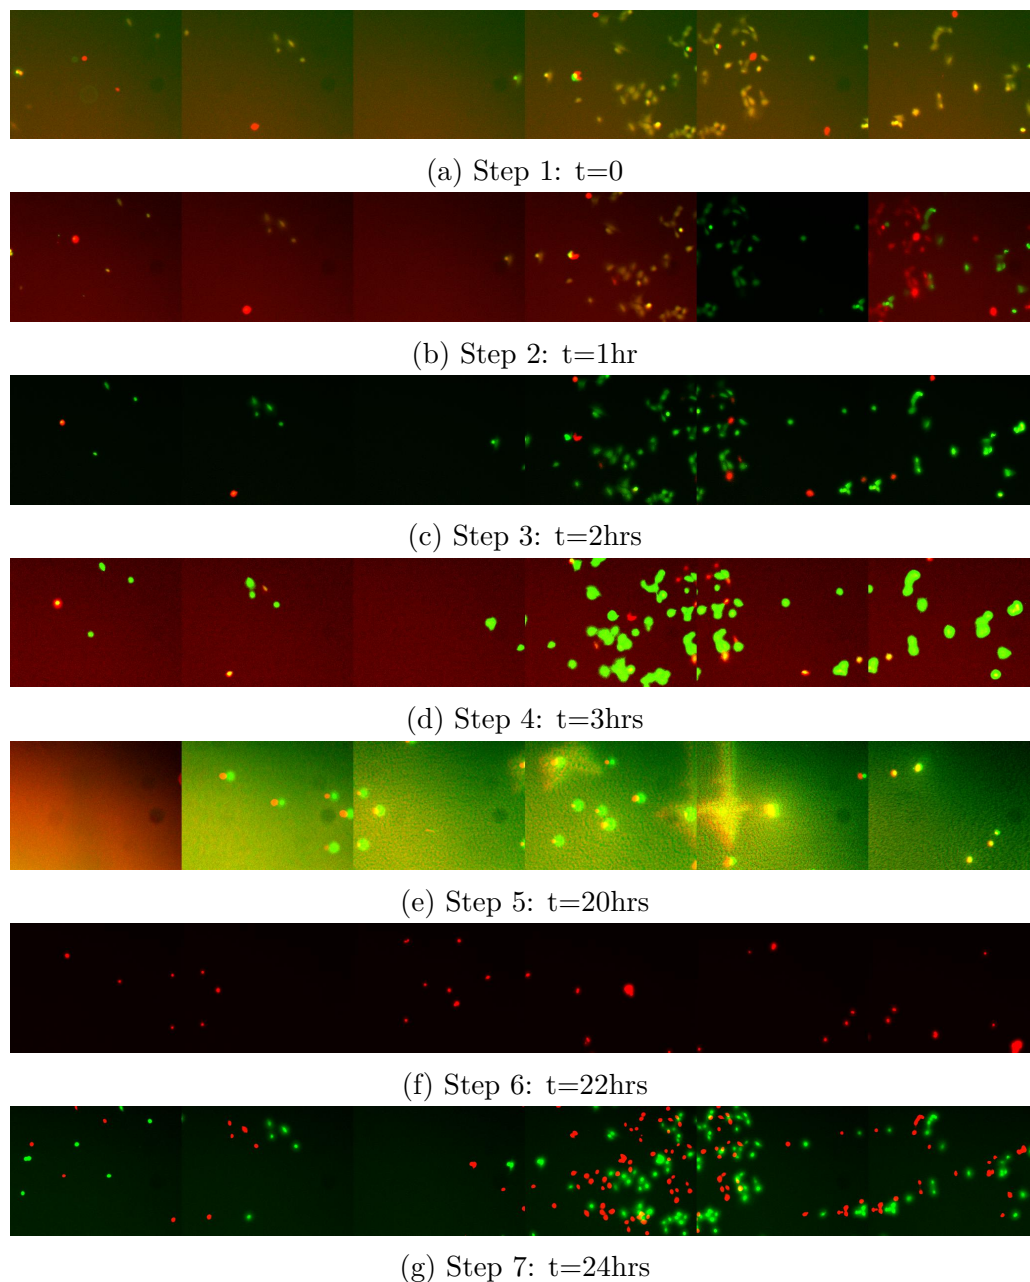 (a) Step 1: t=0
(b) Step 2: t=1hr
(c) Step 3: t=2hrs
(d) Step 4: t=3hrs
(e) Step 5: t=20hrs
(f) Step 6: t=22hrs
(g) Step 7: t=24hrs